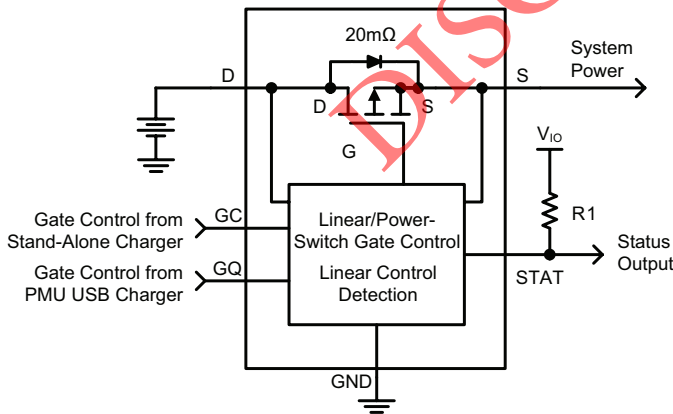 20mΩ
System
Power
D
S
D
S
G
V_IO
R1
Gate Control from
Stand-Alone Charger
GC
Linear/Power-
Switch Gate Control
Linear Control
Detection
Gate Control from
PMU USB Charger
GQ
Status
Output
STAT
GND